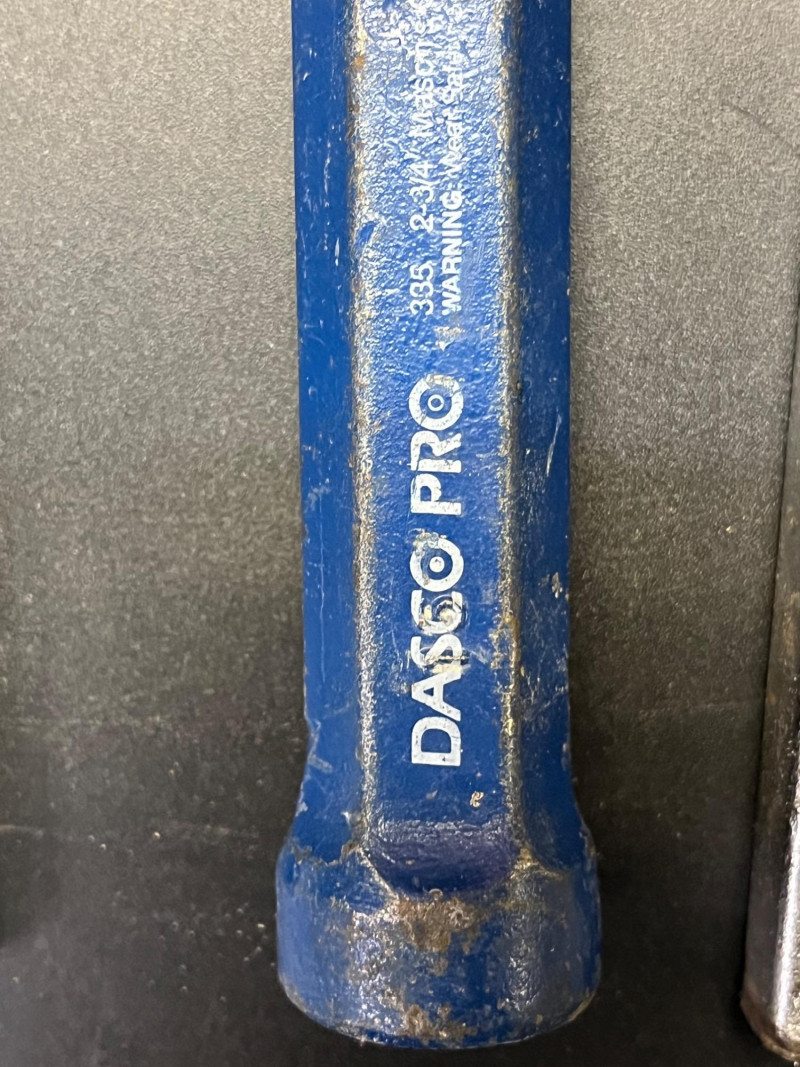 DASCO PRO
335 2-3/4" Mason
WARNING: Wear